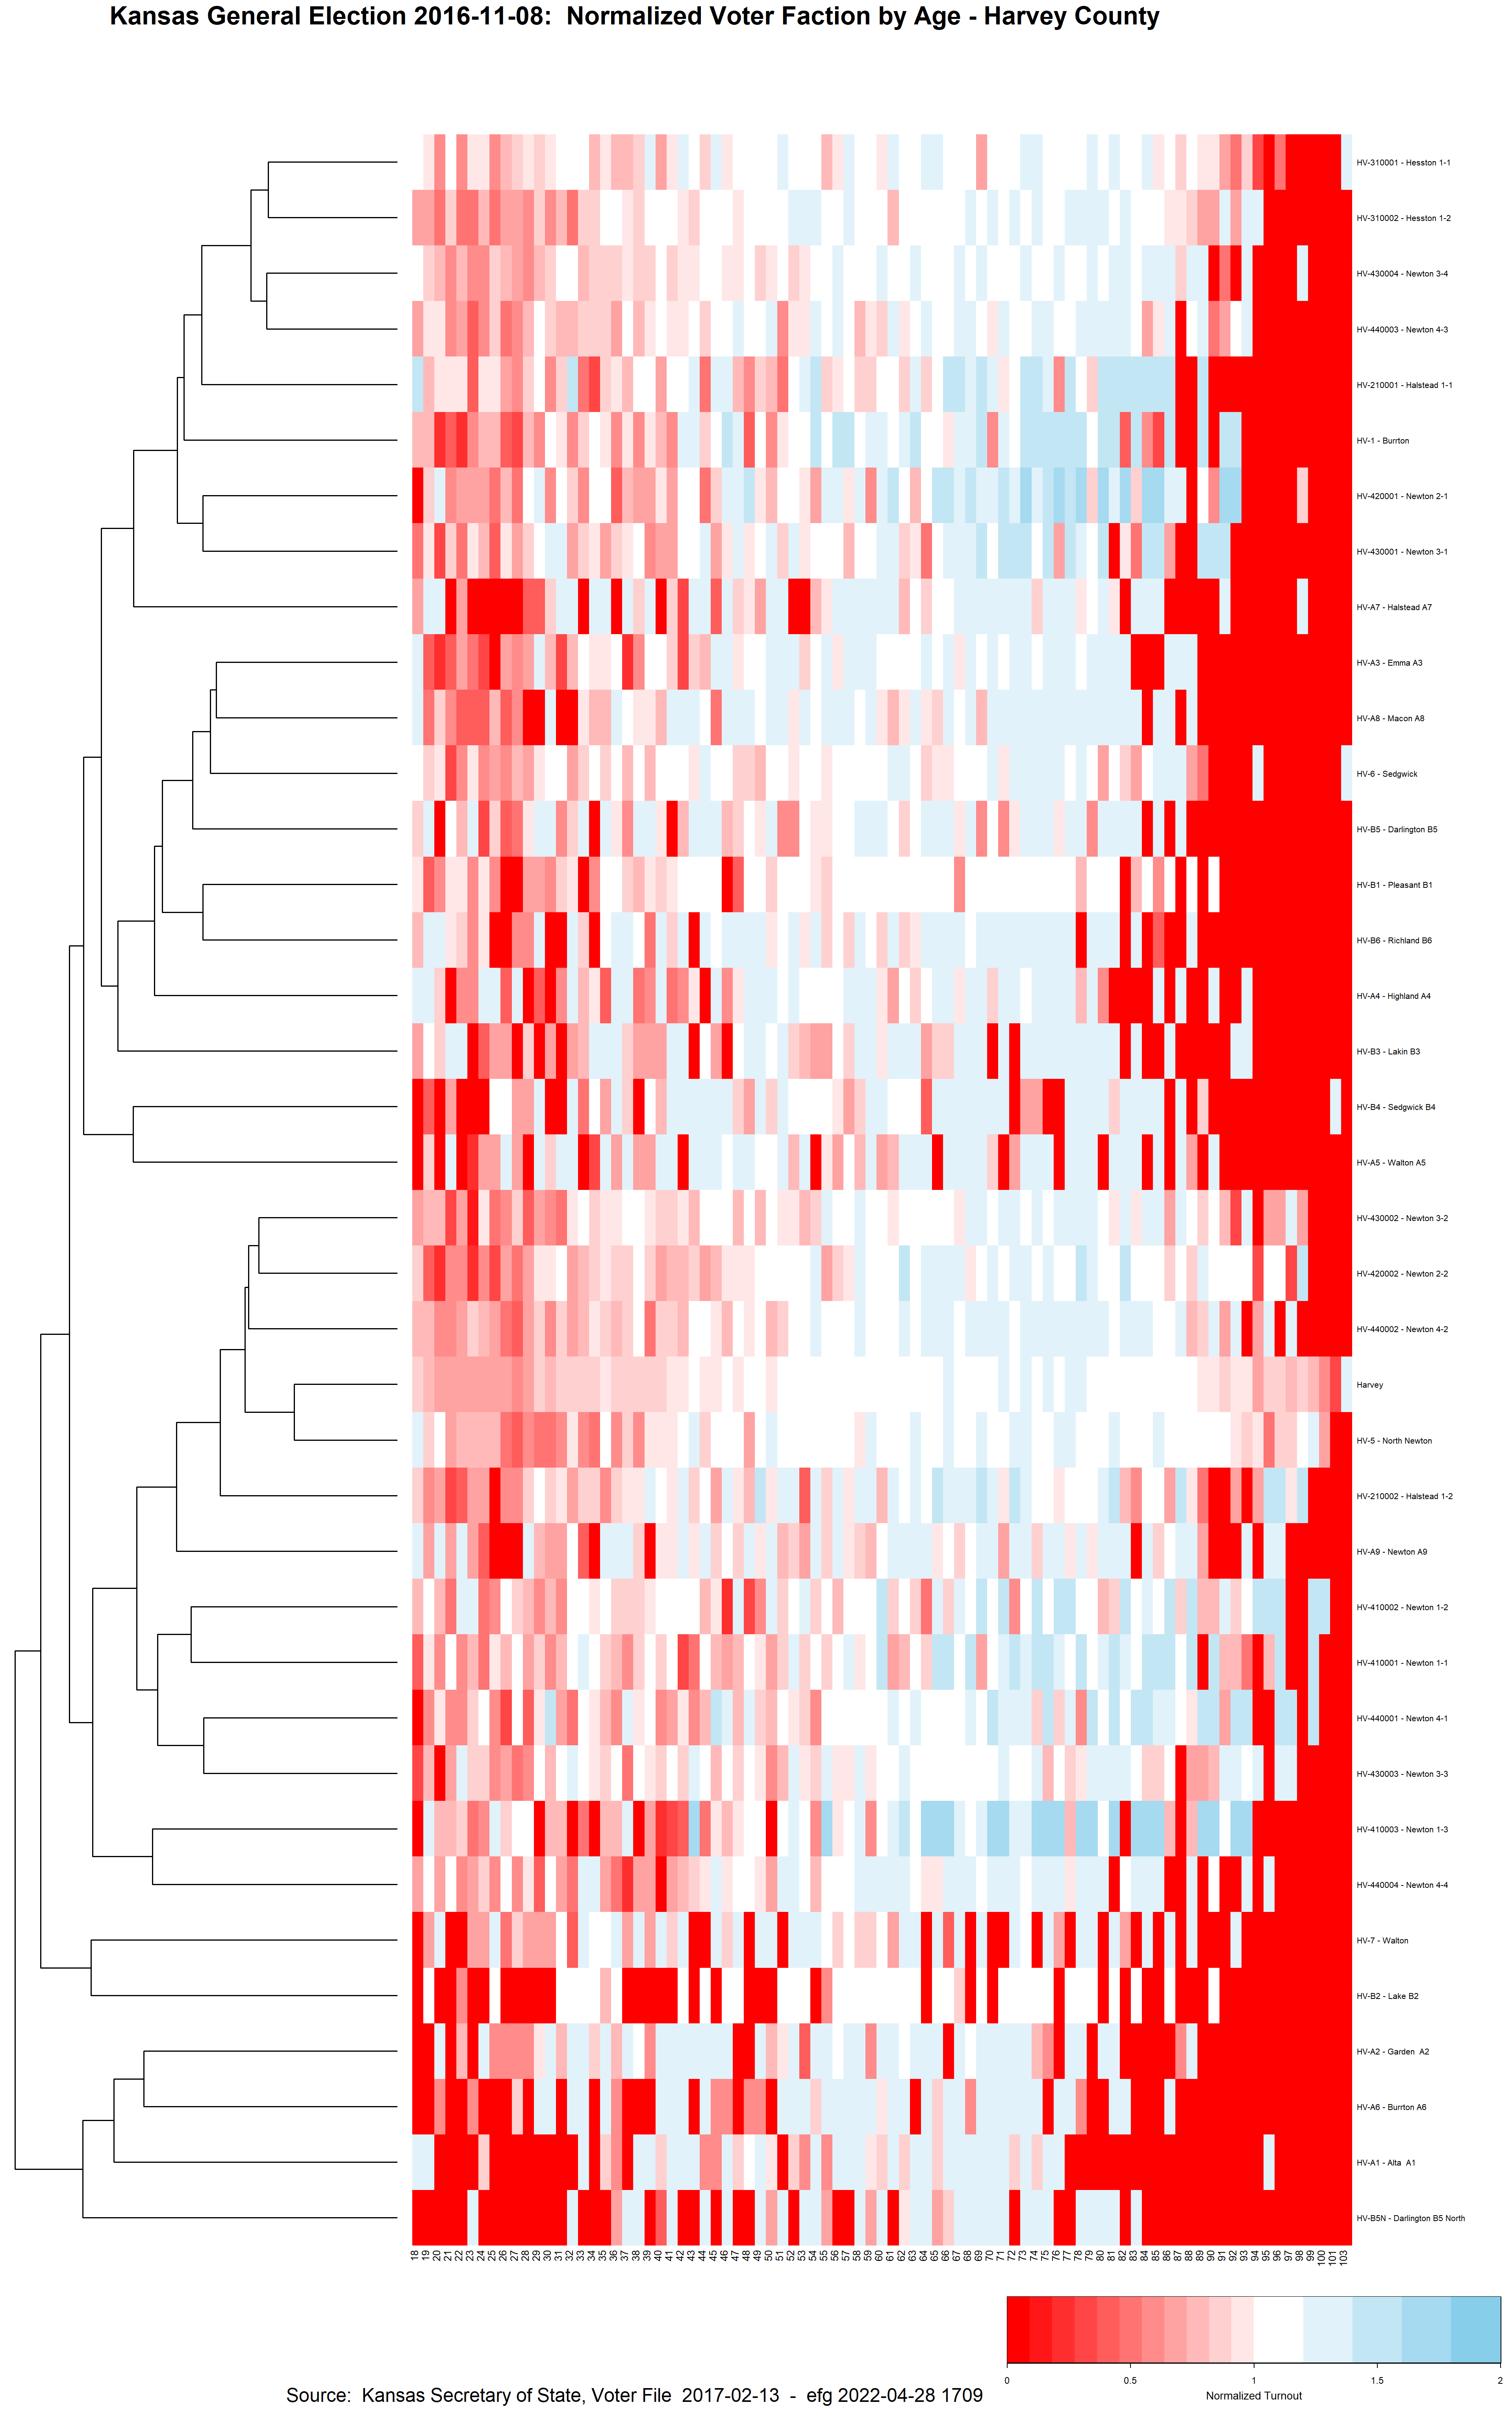 Kansas General Election 2016-11-08:  Normalized Voter Faction by Age - Harvey County
HV-310001 - Hesston 1-1
HV-310002 - Hesston 1-2
HV-430004 - Newton 3-4
HV-440003 - Newton 4-3
HV-210001 - Halstead 1-1
HV-1 - Burrton
HV-420001 - Newton 2-1
HV-430001 - Newton 3-1
HV-A7 - Halstead A7
HV-A3 - Emma A3
HV-A8 - Macon A8
HV-6 - Sedgwick
HV-B5 - Darlington B5
HV-B1 - Pleasant B1
HV-B6 - Richland B6
HV-A4 - Highland A4
HV-B3 - Lakin B3
HV-B4 - Sedgwick B4
HV-A5 - Walton A5
HV-430002 - Newton 3-2
HV-420002 - Newton 2-2
HV-440002 - Newton 4-2
Harvey
HV-5 - North Newton
HV-210002 - Halstead 1-2
HV-A9 - Newton A9
HV-410002 - Newton 1-2
HV-410001 - Newton 1-1
HV-440001 - Newton 4-1
HV-430003 - Newton 3-3
HV-410003 - Newton 1-3
HV-440004 - Newton 4-4
HV-7 - Walton
HV-B2 - Lake B2
HV-A2 - Garden  A2
HV-A6 - Burrton A6
HV-A1 - Alta  A1
HV-B5N - Darlington B5 North
18 19 20 21 22 23 24 25 26 27 28 29 30 31 32 33 34 35 36 37 38 39 40 41 42 43 44 45 46 47 48 49 50 51 52 53 54 55 56 57 58 59 60 61 62 63 64 65 66 67 68 69 70 71 72 73 74 75 76 77 78 79 80 81 82 83 84 85 86 87 88 89 90 91 92 93 94 95 96 97 98 99 100 101 103
0 0.5 1 1.5 2
Normalized Turnout
Source:  Kansas Secretary of State, Voter File  2017-02-13  -  efg 2022-04-28 1709